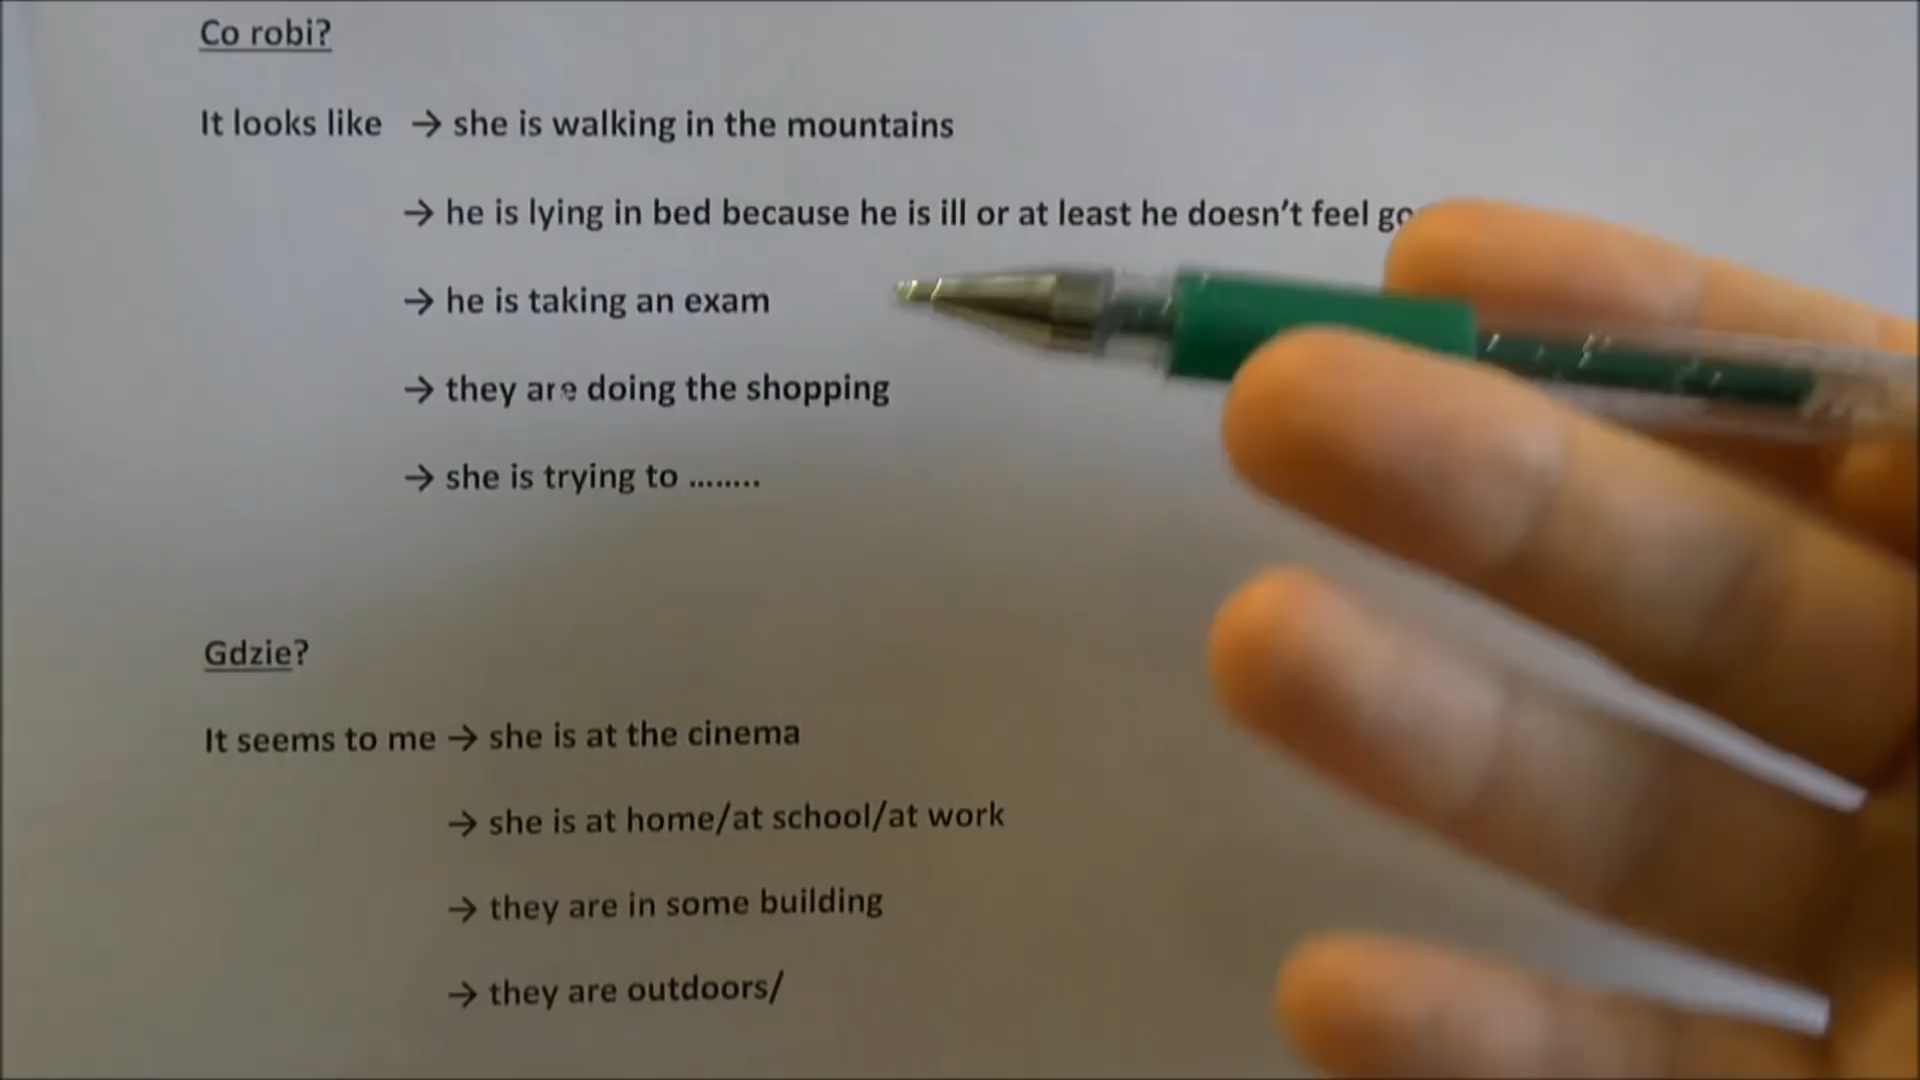 Co robi?
It looks like → she is walking in the mountains
→ he is lying in bed because he is ill or at least he doesn't feel
→ he is taking an exam
→ they are doing the shopping
→ she is trying to ........
Gdzie?
It seems to me → she is at the cinema
→ she is at home/at school/at work
→ they are in some building
→ they are outdoors/